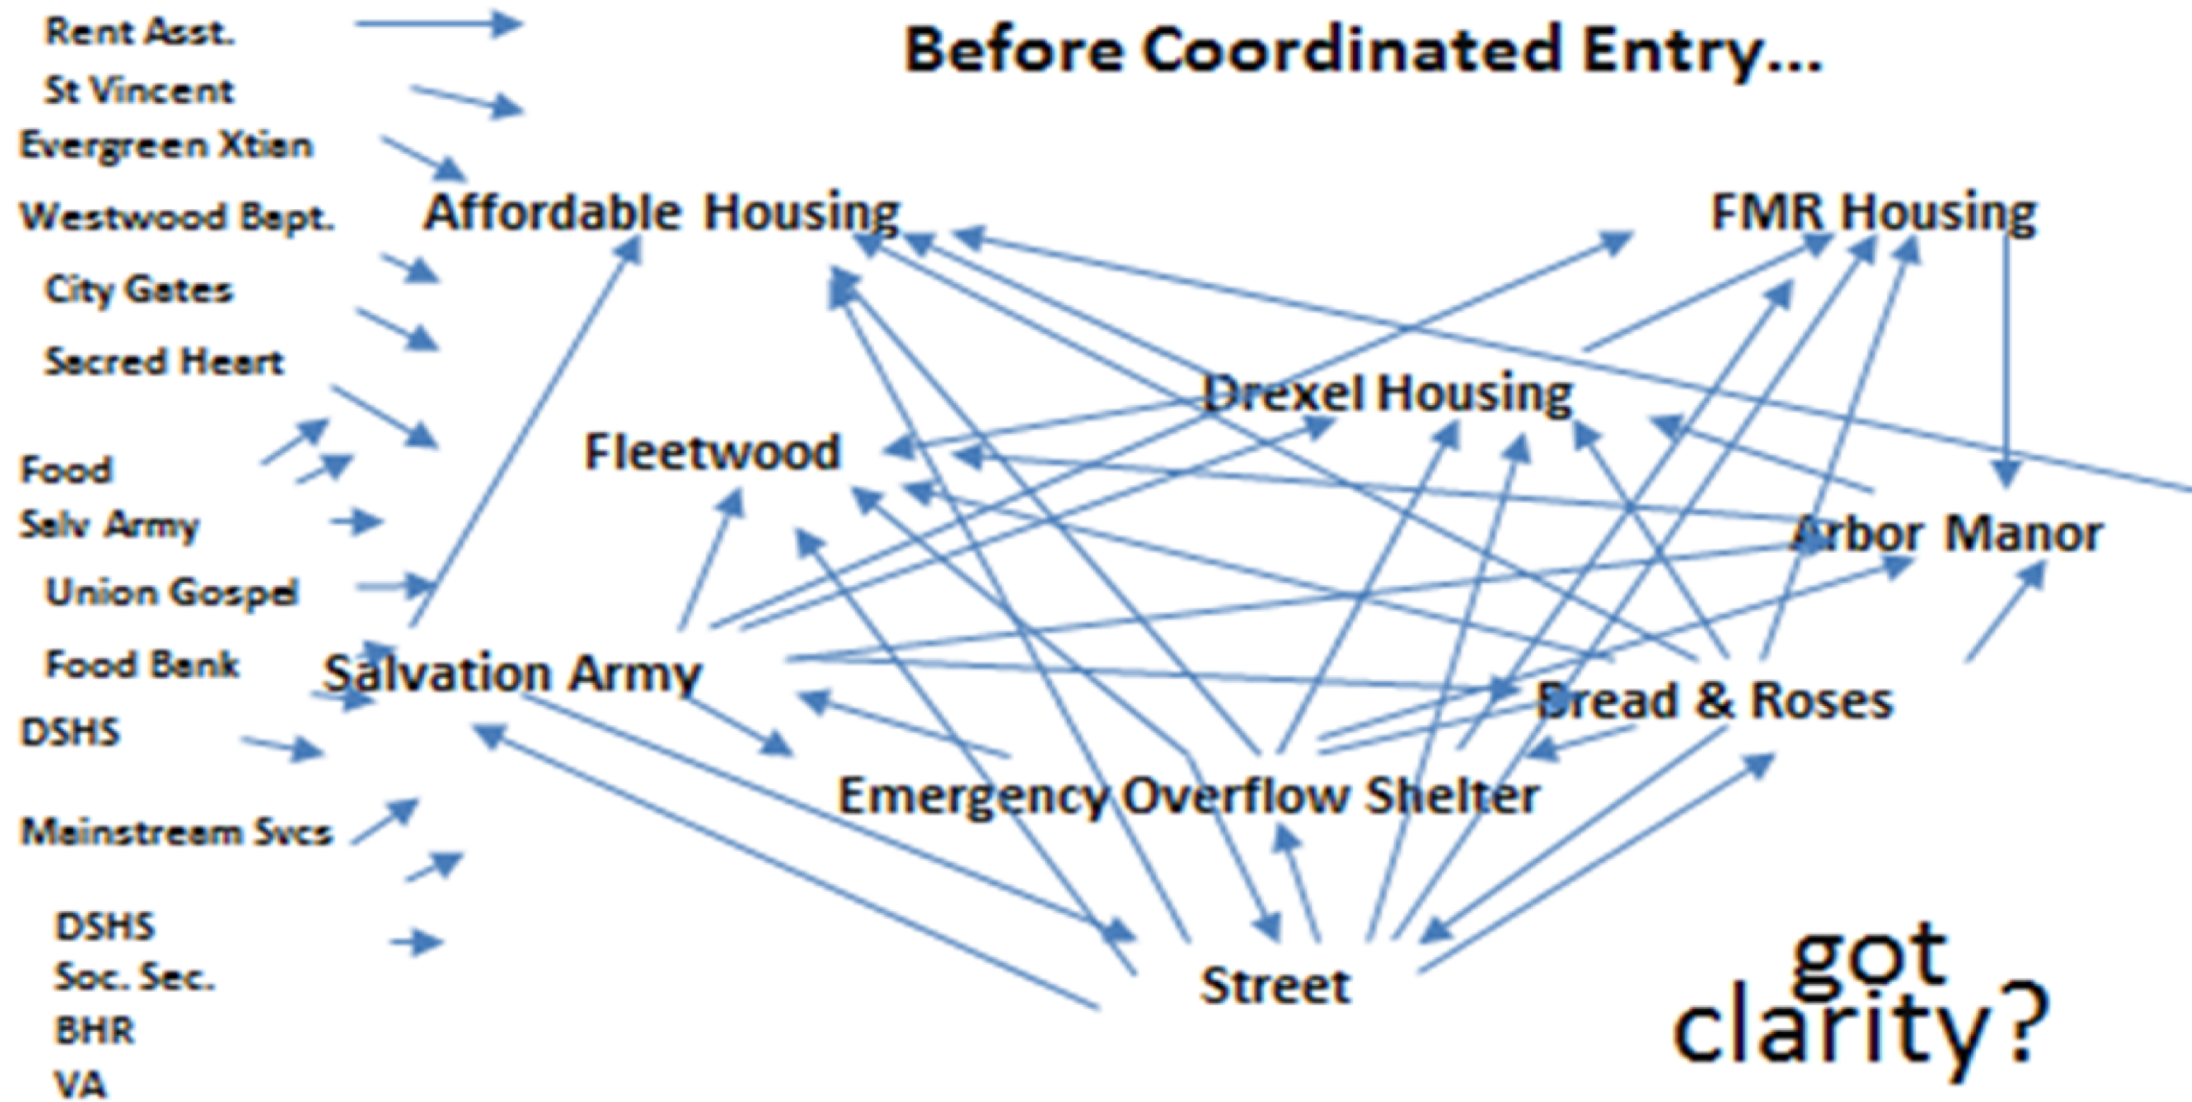 Before Coordinated Entry...
Rent Asst.
St Vincent
Evergreen Xtian
Westwood Bapt.
City Gates
Sacred Heart
Food
Salv Army
Union Gospel
Food Bank
DSHS
Mainstream Svcs
DSHS
Soc. Sec.
BHR
VA
Affordable Housing
FMR Housing
Drexel Housing
Fleetwood
Arbor Manor
Salvation Army
Bread & Roses
Emergency Overflow Shelter
Street
got
clarity?